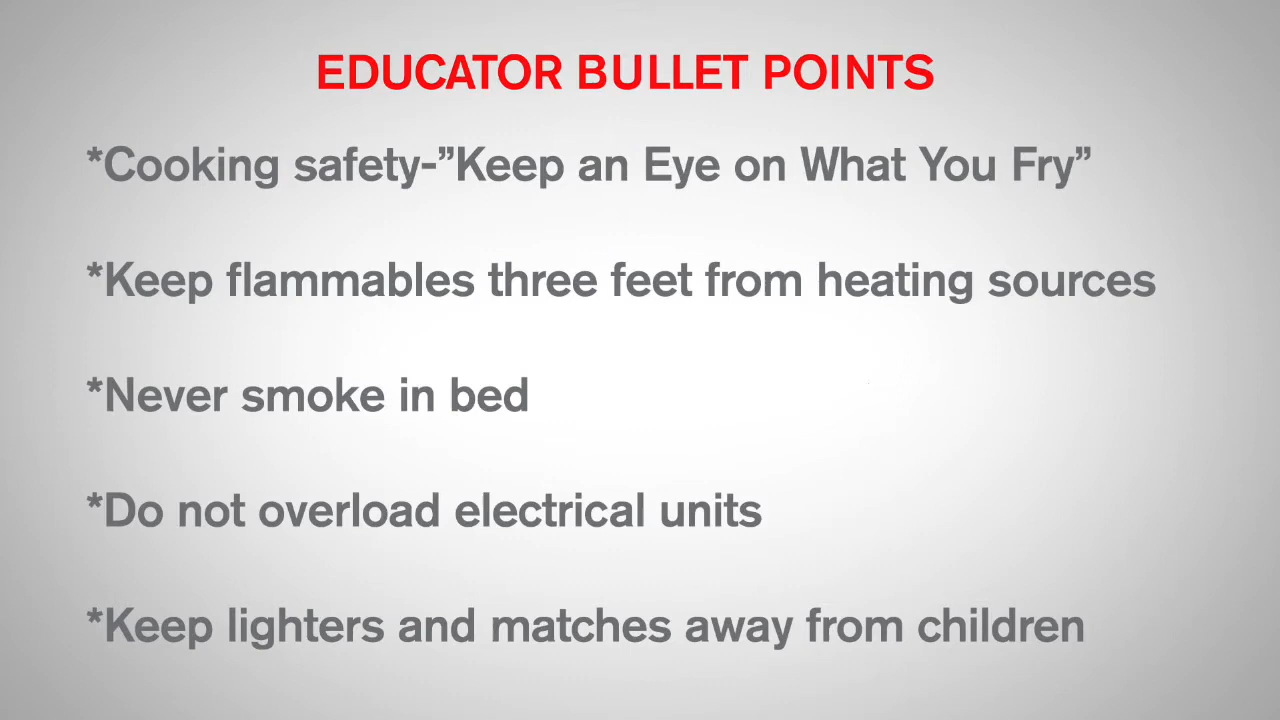 EDUCATOR BULLET POINTS
*Cooking safety-”Keep an Eye on What You Fry”
*Keep flammables three feet from heating sources
*Never smoke in bed
*Do not overload electrical units
*Keep lighters and matches away from children